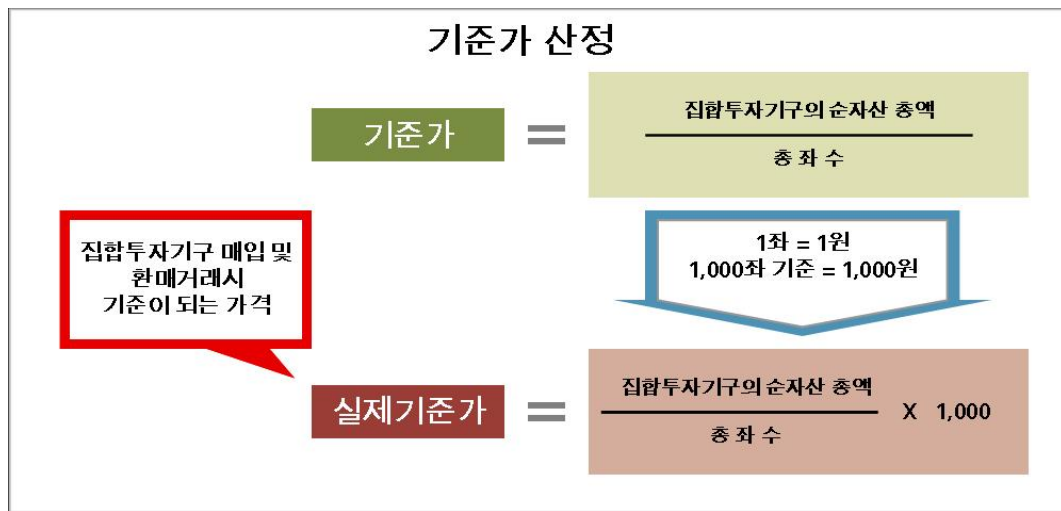 기준가 산정
기준가
=
집합투자기구의 순자산 총액
총 좌 수
집합투자기구 매입 및
환매거래시
기준이 되는 가격
1좌 = 1원
1,000좌 기준 = 1,000원
실제기준가
=
집합투자기구의 순자산 총액
총 좌 수
X 1,000